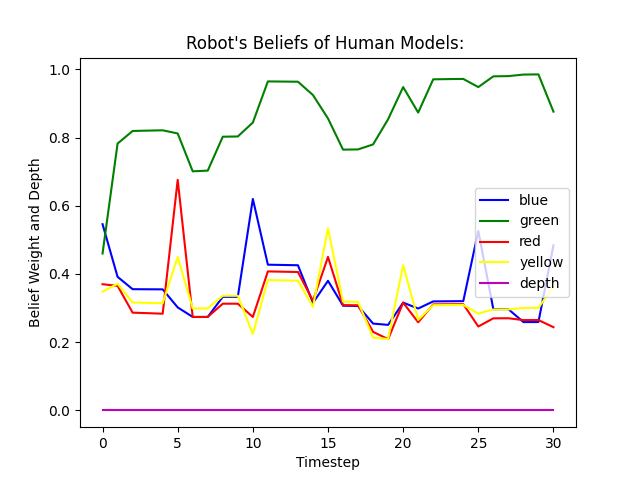 Robot's Beliefs of Human Models:
Belief Weight and Depth
1.0
0.8
0.6
0.4
0.2
0.0
blue
green
red
yellow
depth
0 5 10 15 20 25 30
Timestep